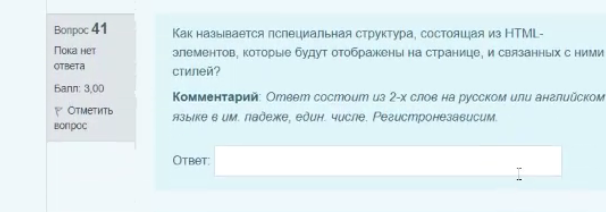 Вопрос 41
Пока нет
ответа
Балл: 3,00
Отметить
вопрос
Как называется пспециальная структура, состоящая из HTML-
элементов, которые будут отображены на странице, и связанных с ними
стилей?
Комментарий: Ответ состоит из 2-х слов на русском или английском
языке в им. падеже, един. числе. Регистронезависим.
Ответ: